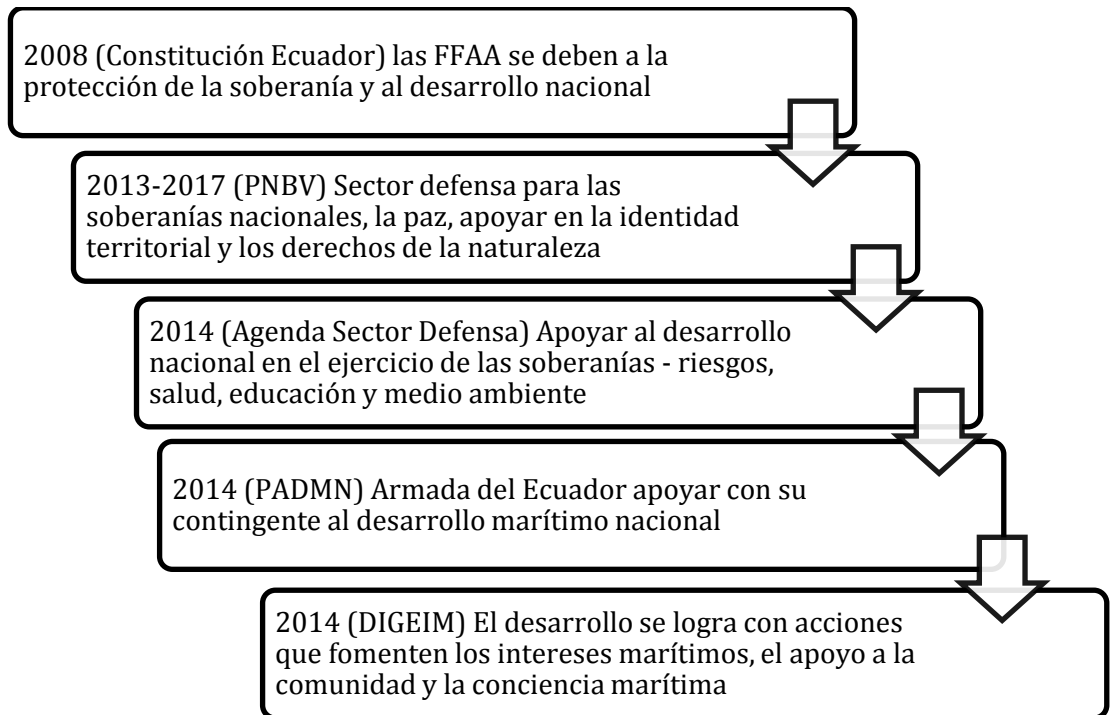 2008 (Constitución Ecuador) las FFAA se deben a la
protección de la soberanía y al desarrollo nacional
2013-2017 (PNBV) Sector defensa para las
soberanías nacionales, la paz, apoyar en la identidad
territorial y los derechos de la naturaleza
2014 (Agenda Sector Defensa) Apoyar al desarrollo
nacional en el ejercicio de las soberanías - riesgos,
salud, educación y medio ambiente
2014 (PADMN) Armada del Ecuador apoyar con su
contingente al desarrollo marítimo nacional
2014 (DIGEIM) El desarrollo se logra con acciones
que fomenten los intereses marítimos, el apoyo a la
comunidad y la conciencia marítima